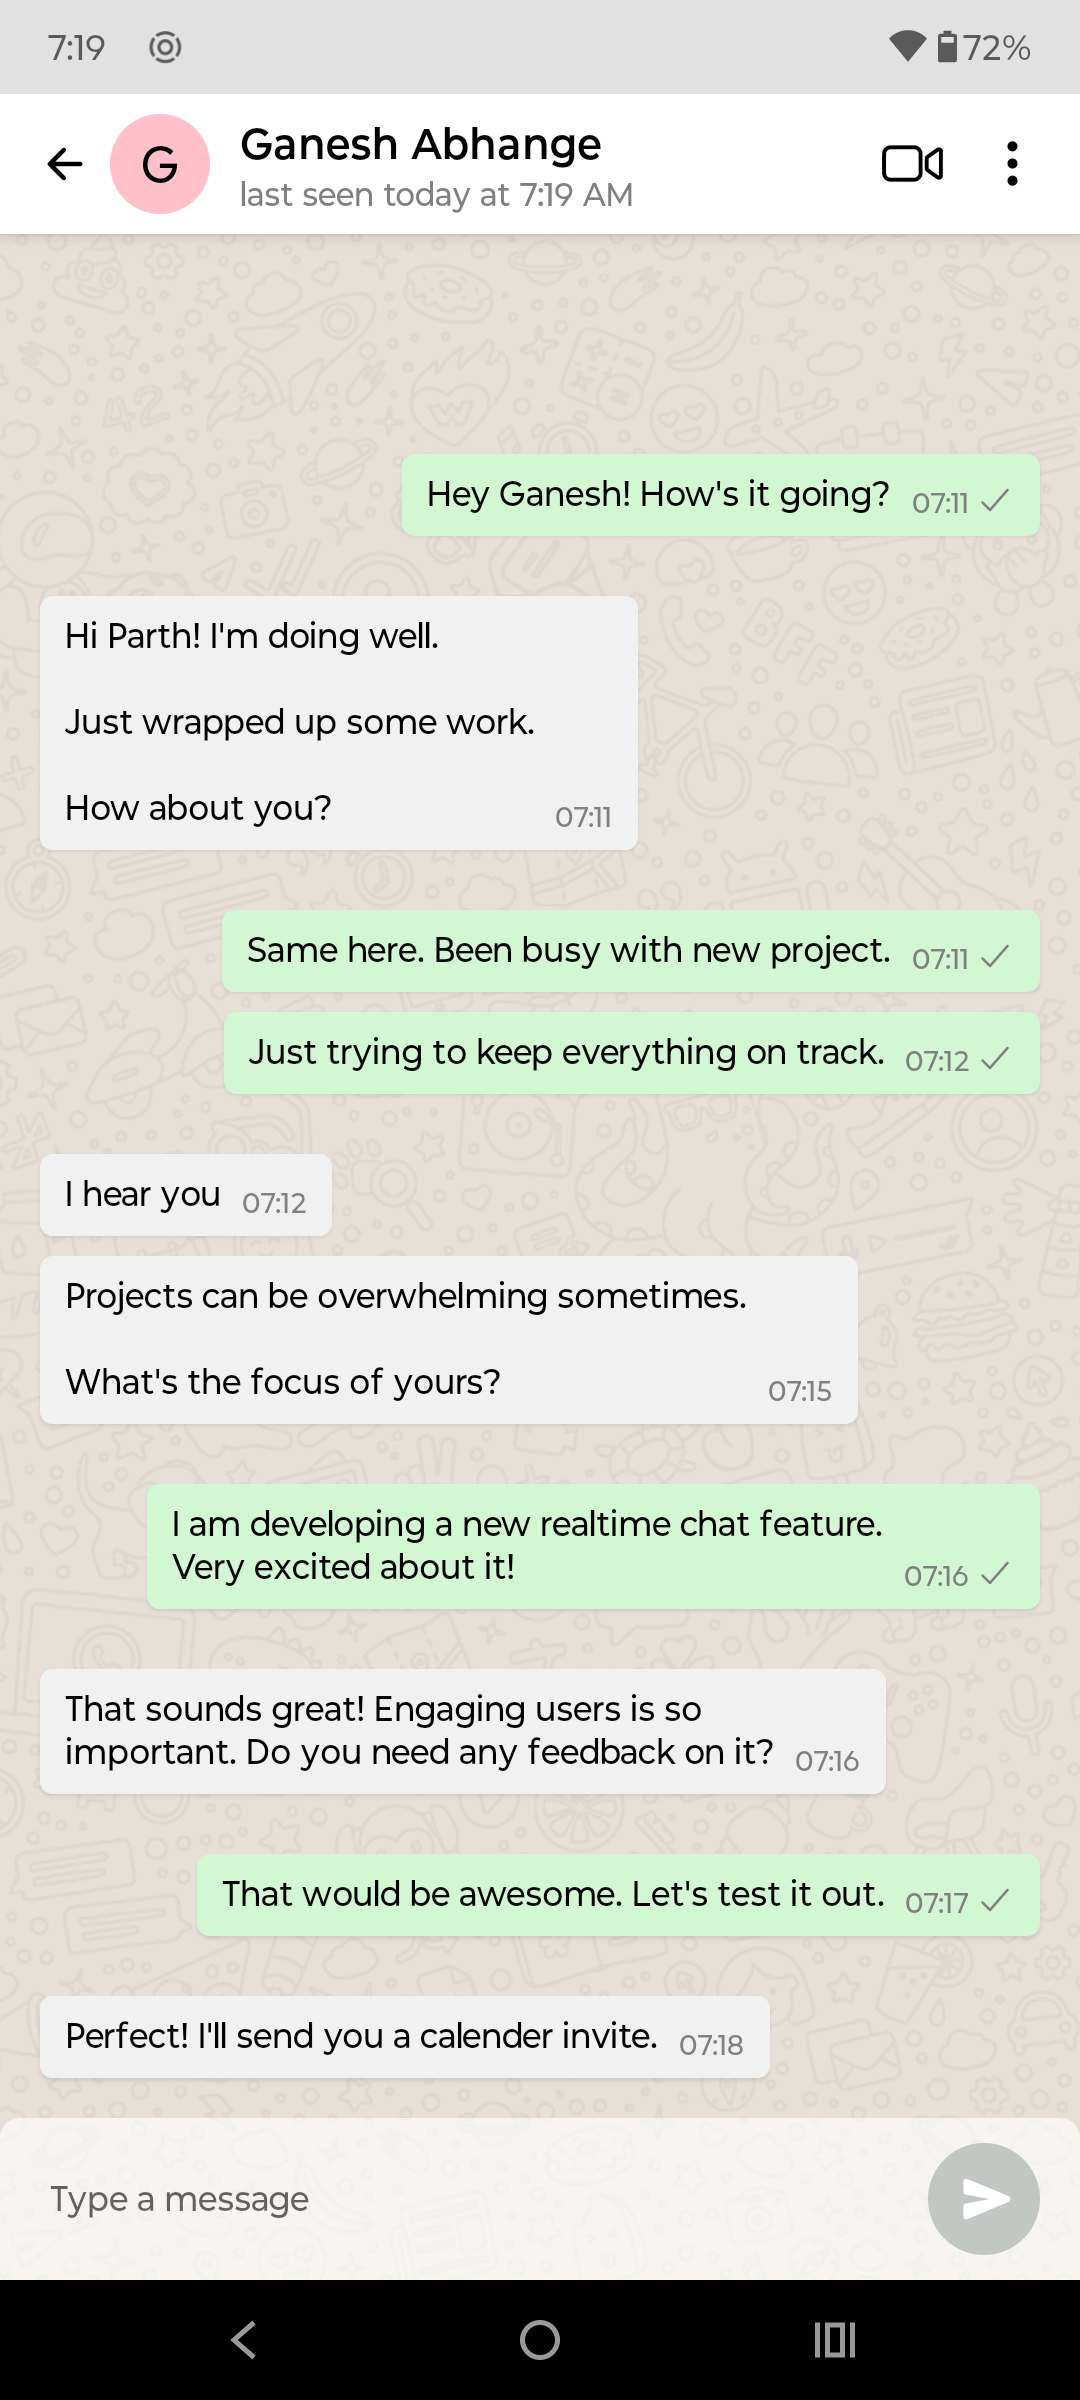 7:19
72%
G
Ganesh Abhange
last seen today at 7:19 AM
Hey Ganesh! How's it going? 07:11
Hi Parth! I'm doing well.
Just wrapped up some work.
How about you? 07:11
Same here. Been busy with new project. 07:11
Just trying to keep everything on track. 07:12
I hear you 07:12
Projects can be overwhelming sometimes.
What's the focus of yours? 07:15
I am developing a new realtime chat feature.
Very excited about it! 07:16
That sounds great! Engaging users is so
important. Do you need any feedback on it? 07:16
That would be awesome. Let's test it out. 07:17
Perfect! I'll send you a calender invite. 07:18
Type a message